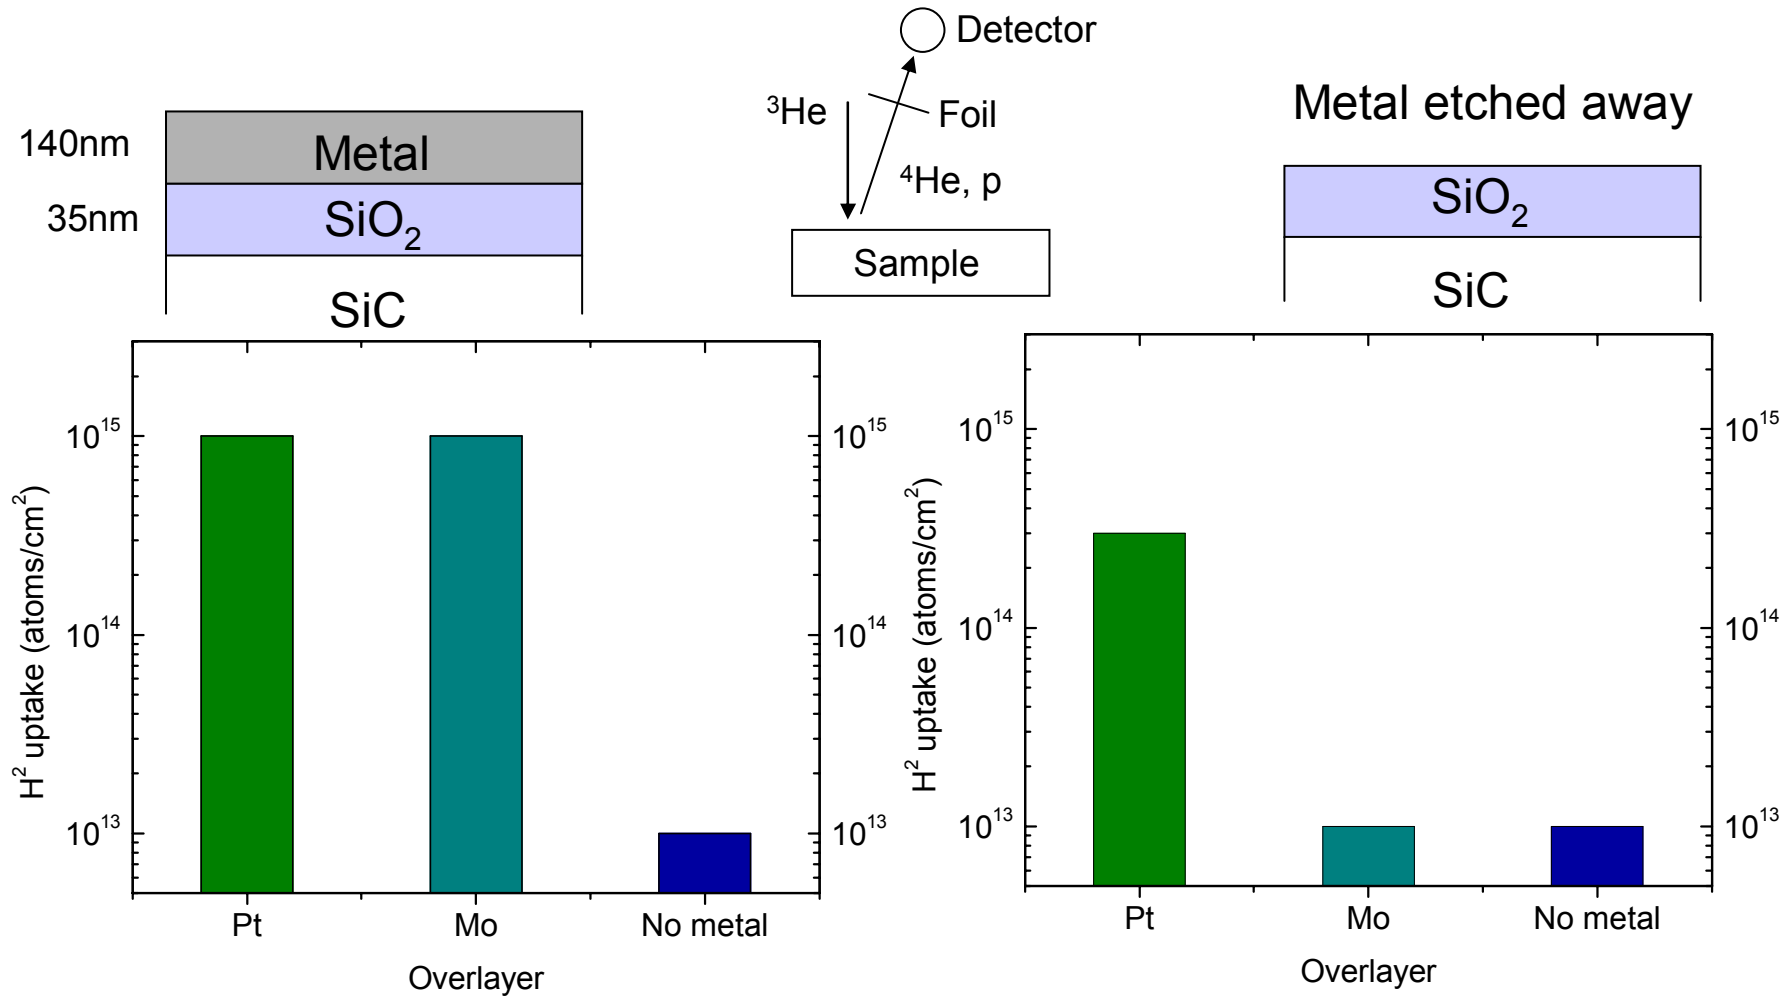 Detector
³He
Foil
⁴He, p
Sample
140nm
Metal
35nm
SiO₂
SiC
Metal etched away
SiO₂
SiC
H² uptake (atoms/cm²)
10¹⁵
10¹⁴
10¹³
10¹⁵
10¹⁴
10¹³
Pt Mo No metal
Overlayer
H² uptake (atoms/cm²)
10¹⁵
10¹⁴
10¹³
10¹⁵
10¹⁴
10¹³
Pt Mo No metal
Overlayer